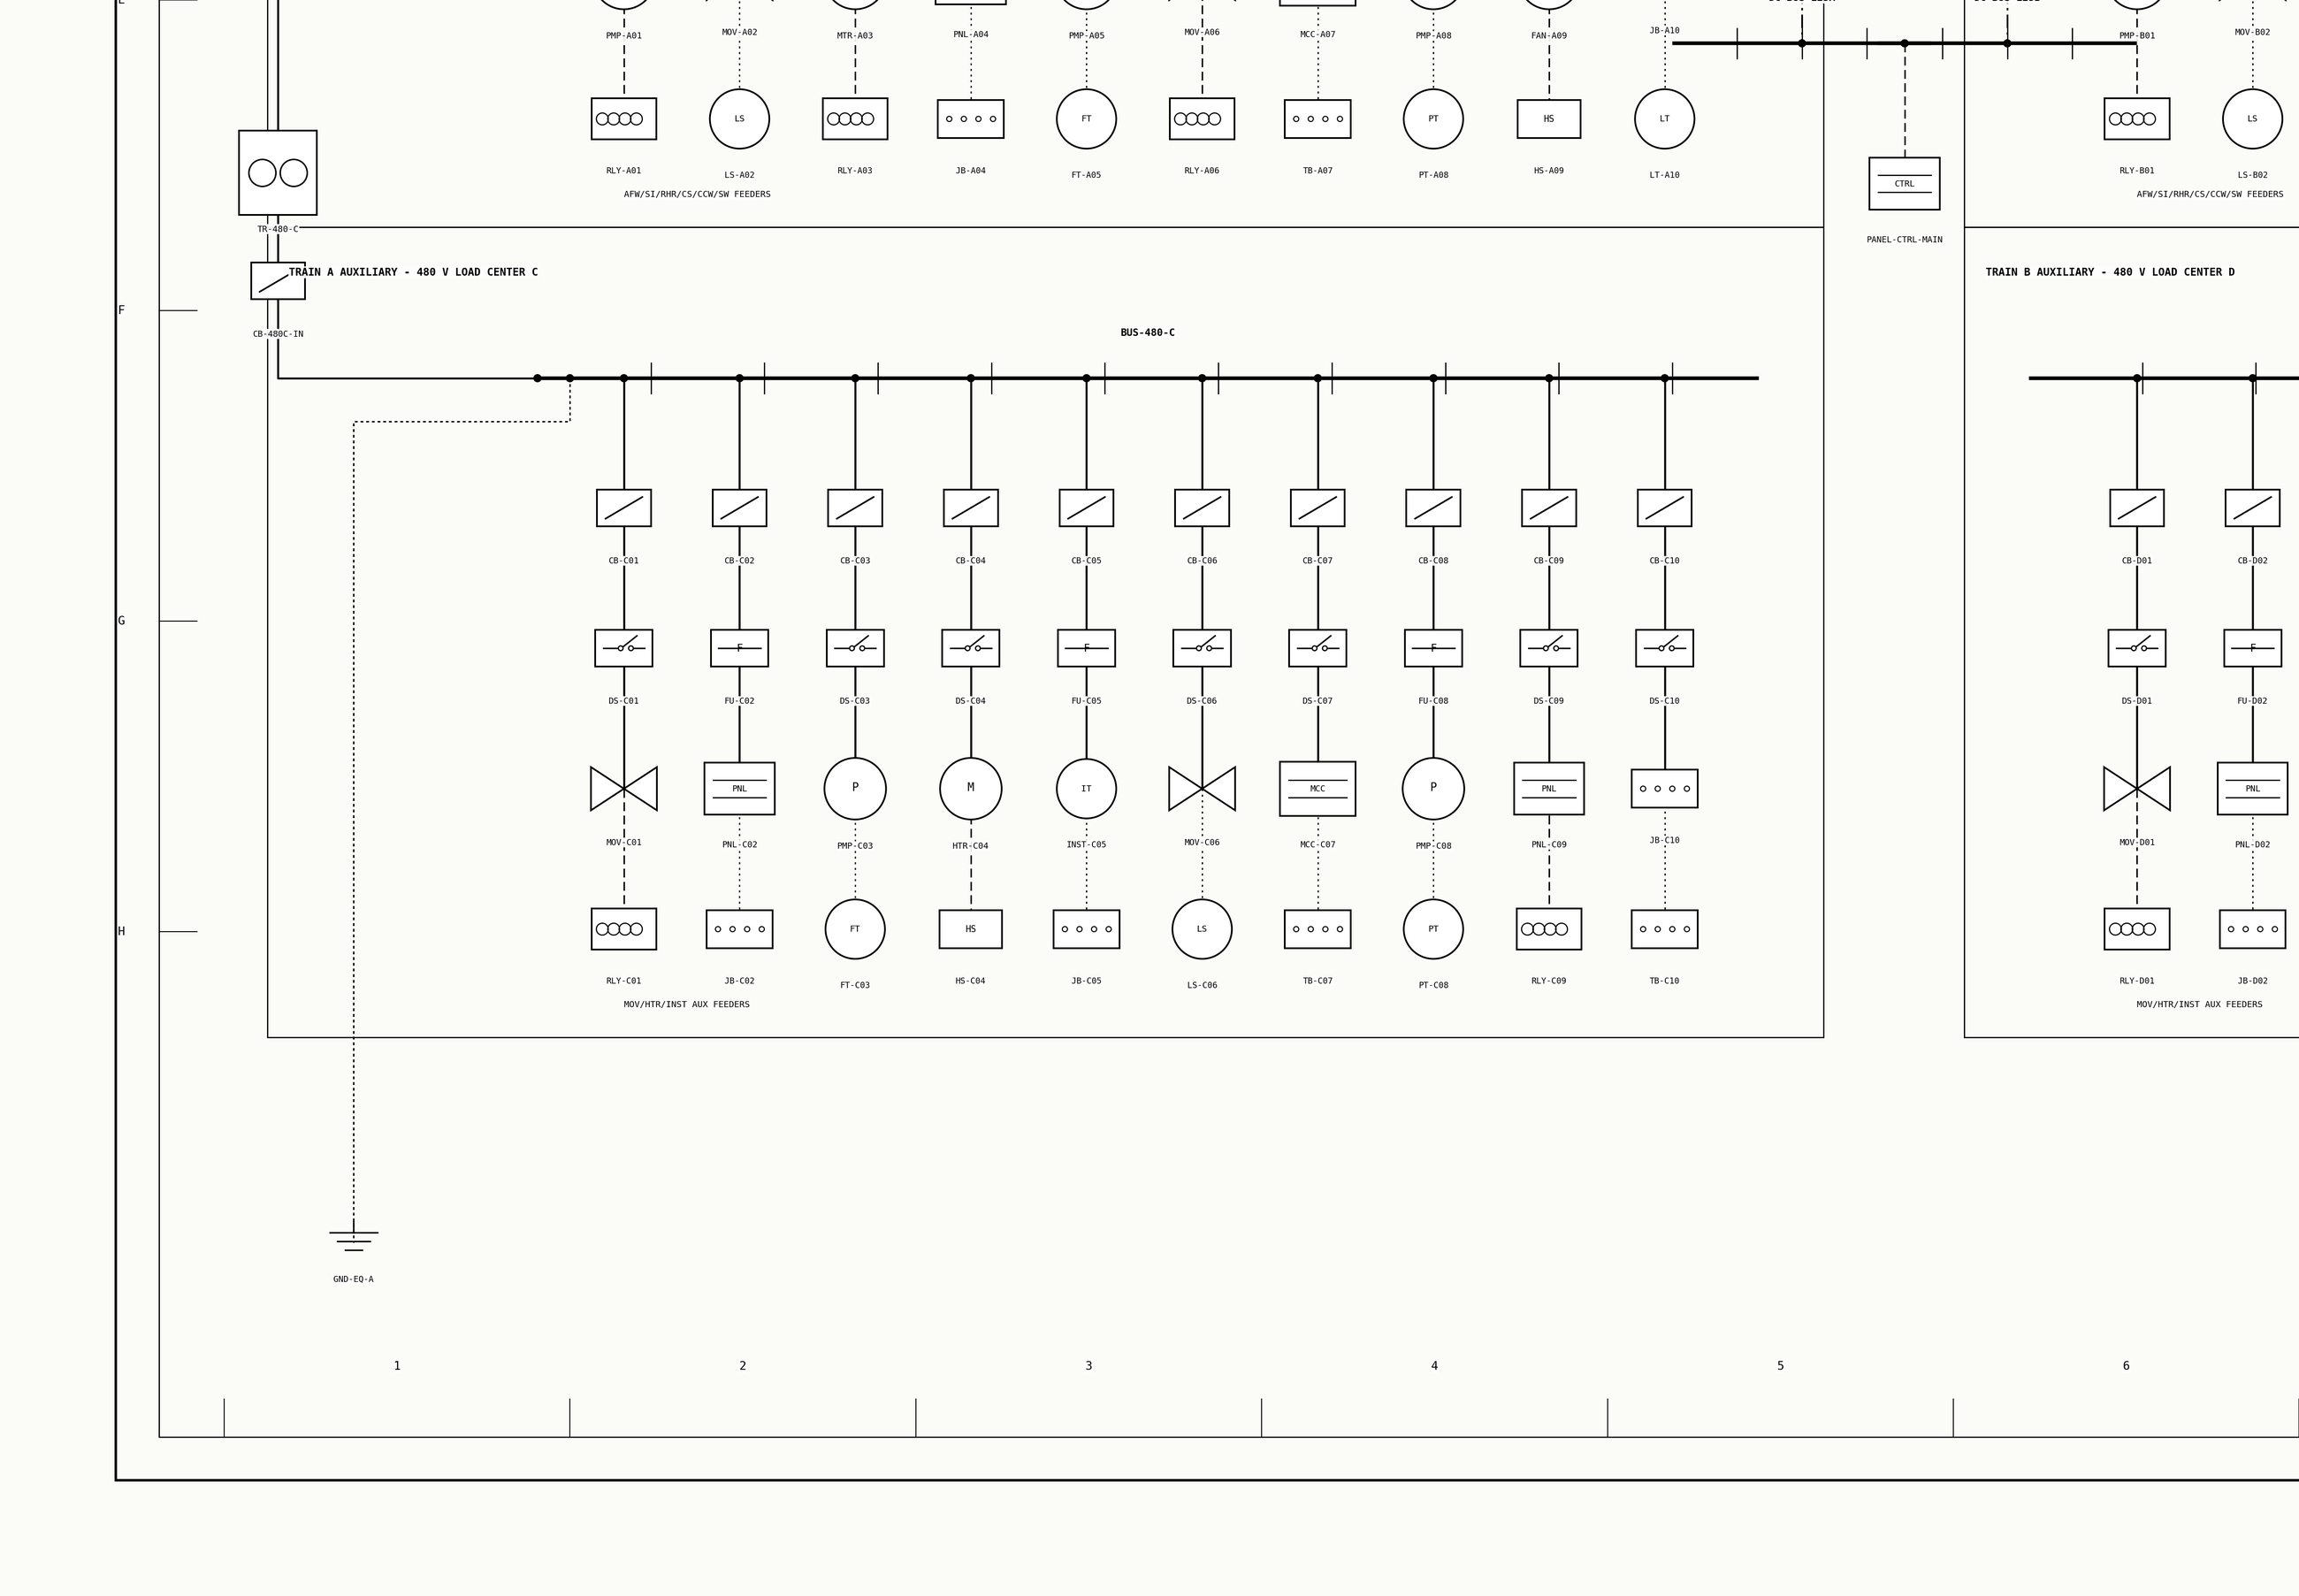 PMP-A01 MOV-A02 MTR-A03 PNL-A04 PMP-A05 MOV-A06 MCC-A07 PMP-A08 FAN-A09 JB-A10 PMP-B01 MOV-B02
LS FT PT HS LT LS
RLY-A01 LS-A02 RLY-A03 JB-A04 FT-A05 RLY-A06 TB-A07 PT-A08 HS-A09 LT-A10 RLY-B01 LS-B02
CTRL
AFW/SI/RHR/CS/CCW/SW FEEDERS AFW/SI/RHR/CS/CCW/SW FEEDERS
TR-480-C
PANEL-CTRL-MAIN
TRAIN A AUXILIARY - 480 V LOAD CENTER C TRAIN B AUXILIARY - 480 V LOAD CENTER D
F
CB-480C-IN
BUS-480-C
CB-C01 CB-C02 CB-C03 CB-C04 CB-C05 CB-C06 CB-C07 CB-C08 CB-C09 CB-C10 CB-D01 CB-D02
G
F F F F
DS-C01 FU-C02 DS-C03 DS-C04 FU-C05 DS-C06 DS-C07 FU-C08 DS-C09 DS-C10 DS-D01 FU-D02
PNL P M IT MCC P PNL PNL
MOV-C01 PNL-C02 PMP-C03 HTR-C04 INST-C05 MOV-C06 MCC-C07 PMP-C08 PNL-C09 JB-C10 MOV-D01 PNL-D02
H
FT HS LS PT
RLY-C01 JB-C02 FT-C03 HS-C04 JB-C05 LS-C06 TB-C07 PT-C08 RLY-C09 TB-C10 RLY-D01 JB-D02
MOV/HTR/INST AUX FEEDERS MOV/HTR/INST AUX FEEDERS
GND-EQ-A
1 2 3 4 5 6